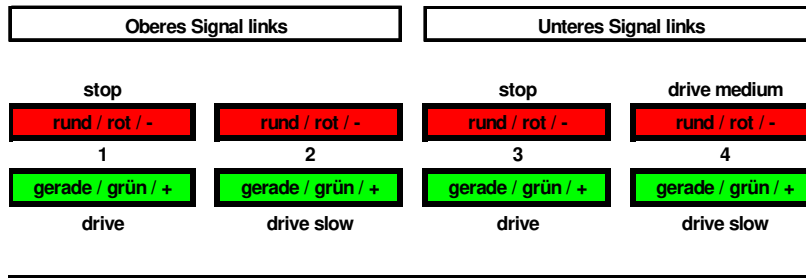 Oberes Signal links Unteres Signal links
stop stop drive medium
rund / rot / - rund / rot / - rund / rot / - rund / rot / -
1 2 3 4
gerade / grün / + gerade / grün / + gerade / grün / + gerade / grün / +
drive drive slow drive drive slow